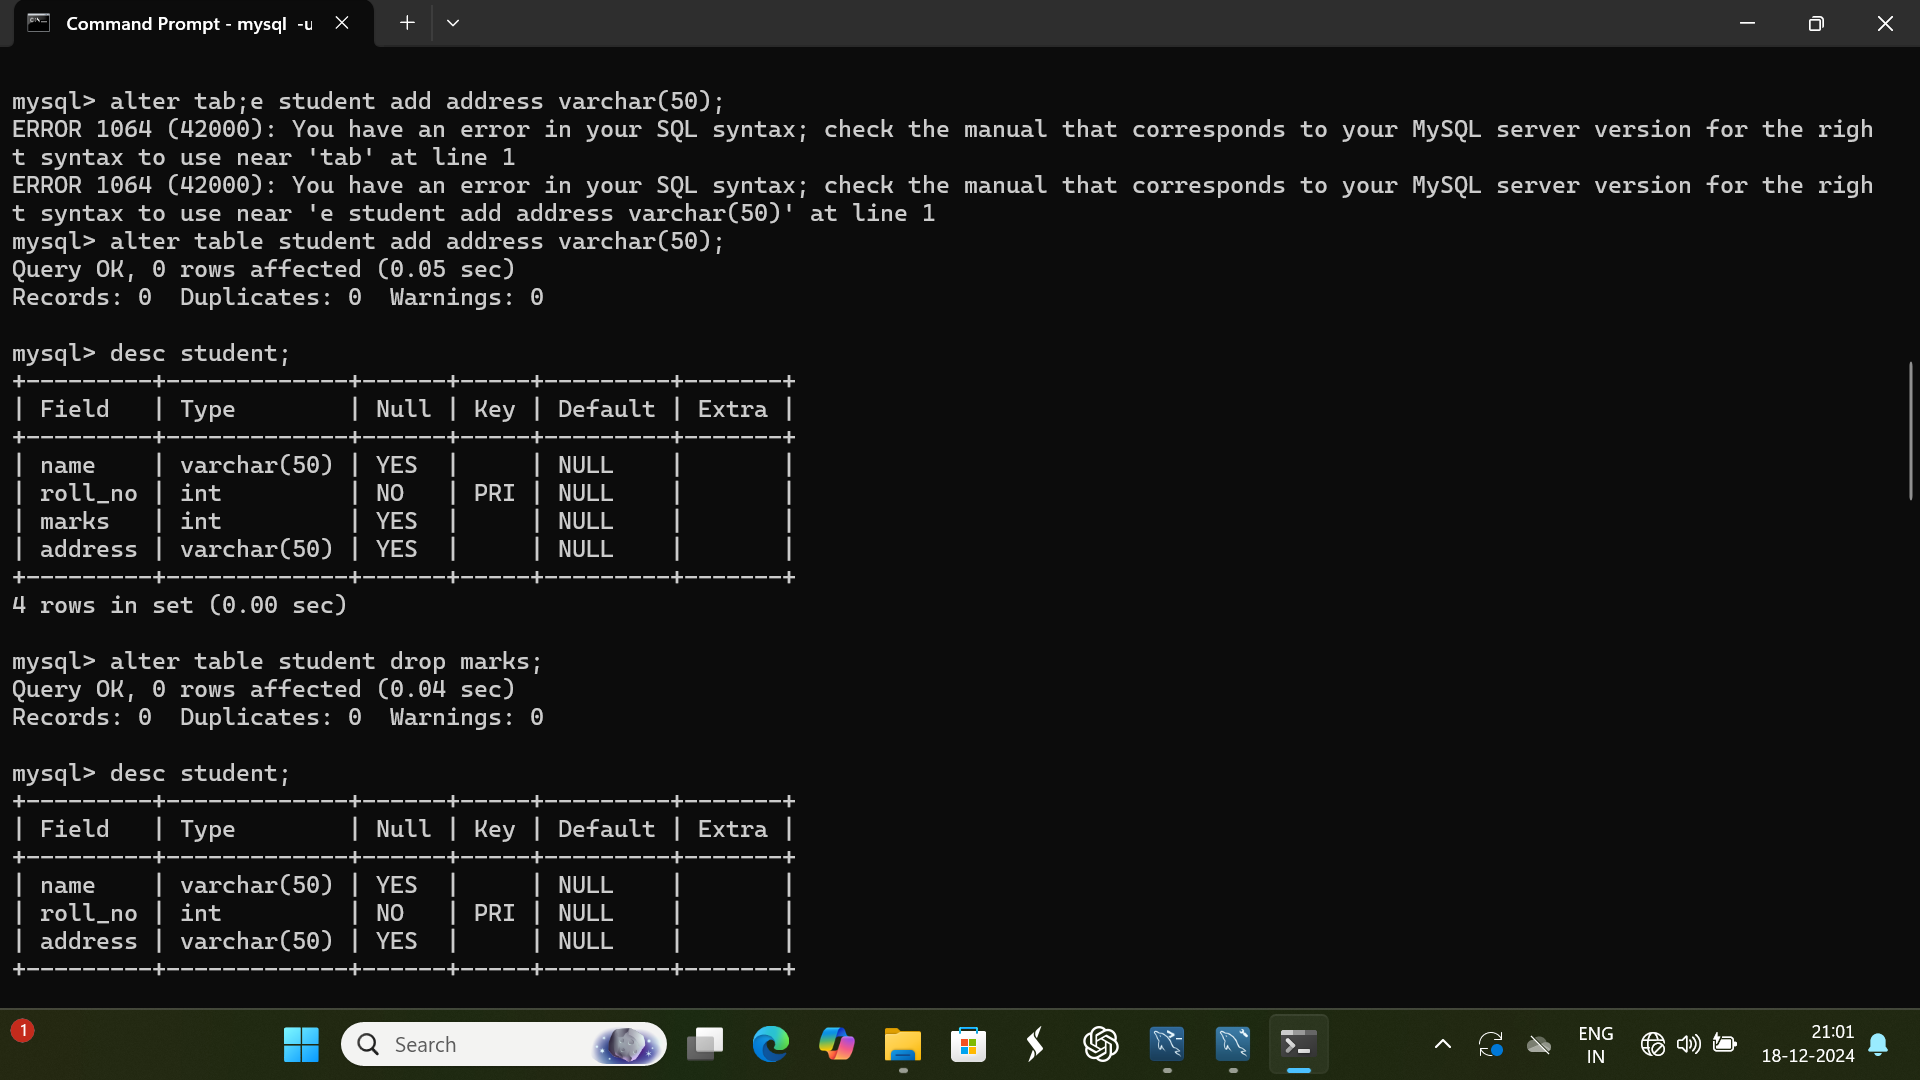 Command Prompt - mysql -u
mysql> alter tab;e student add address varchar(50);
ERROR 1064 (42000): You have an error in your SQL syntax; check the manual that corresponds to your MySQL server version for the righ
t syntax to use near 'tab' at line 1
ERROR 1064 (42000): You have an error in your SQL syntax; check the manual that corresponds to your MySQL server version for the righ
t syntax to use near 'e student add address varchar(50)' at line 1
mysql> alter table student add address varchar(50);
Query OK, 0 rows affected (0.05 sec)
Records: 0  Duplicates: 0  Warnings: 0
mysql> desc student;
+---------+-------------+------+-----+---------+-------+
| Field   | Type        | Null | Key | Default | Extra |
+---------+-------------+------+-----+---------+-------+
| name    | varchar(50) | YES  |     | NULL    |       |
| roll_no | int         | NO   | PRI | NULL    |       |
| marks   | int         | YES  |     | NULL    |       |
| address | varchar(50) | YES  |     | NULL    |       |
+---------+-------------+------+-----+---------+-------+
4 rows in set (0.00 sec)
mysql> alter table student drop marks;
Query OK, 0 rows affected (0.04 sec)
Records: 0  Duplicates: 0  Warnings: 0
mysql> desc student;
+---------+-------------+------+-----+---------+-------+
| Field   | Type        | Null | Key | Default | Extra |
+---------+-------------+------+-----+---------+-------+
| name    | varchar(50) | YES  |     | NULL    |       |
| roll_no | int         | NO   | PRI | NULL    |       |
| address | varchar(50) | YES  |     | NULL    |       |
+---------+-------------+------+-----+---------+-------+
1
Search
ENG
IN
21:01
18-12-2024